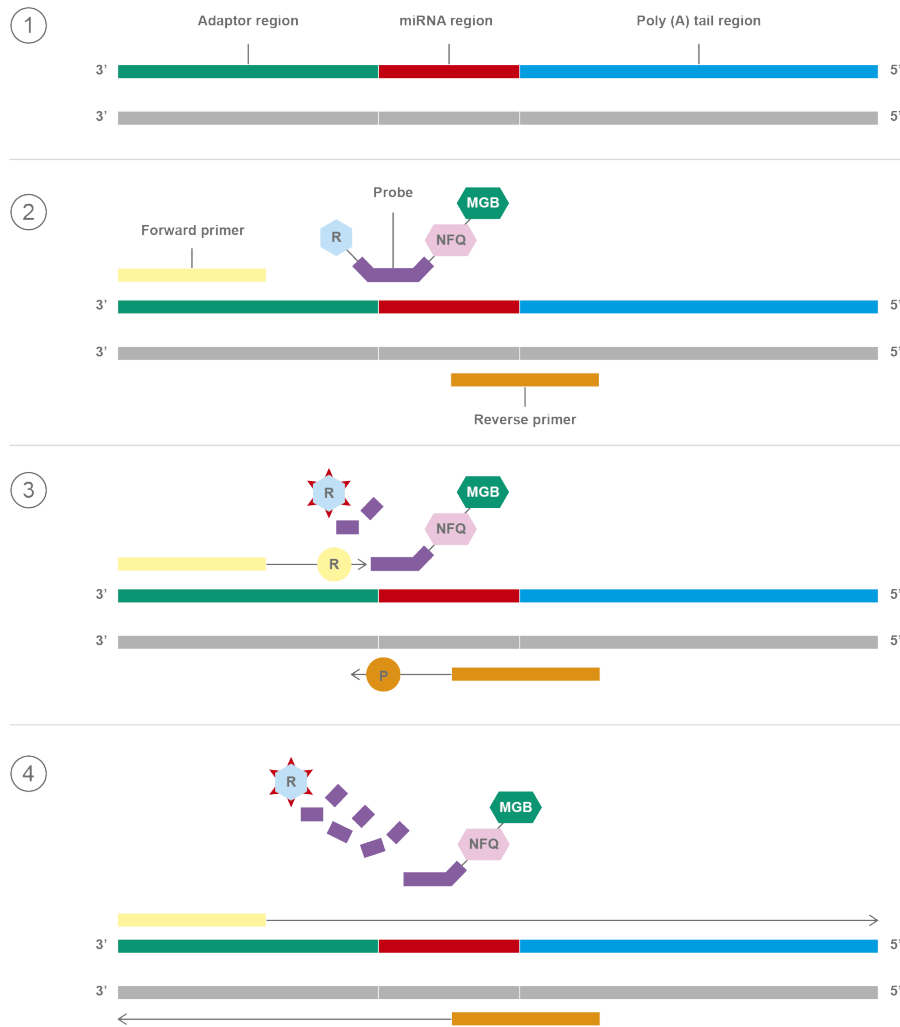 1
Adaptor region miRNA region Poly (A) tail region
3’ 5’
3’ 5’
2
MGB
Probe
Forward primer
R
NFQ
3’ 5’
3’ 5’
Reverse primer
3
R
MGB
NFQ
R
3’ 5’
3’ 5’
P
4
R
MGB
NFQ
3’ 5’
3’ 5’